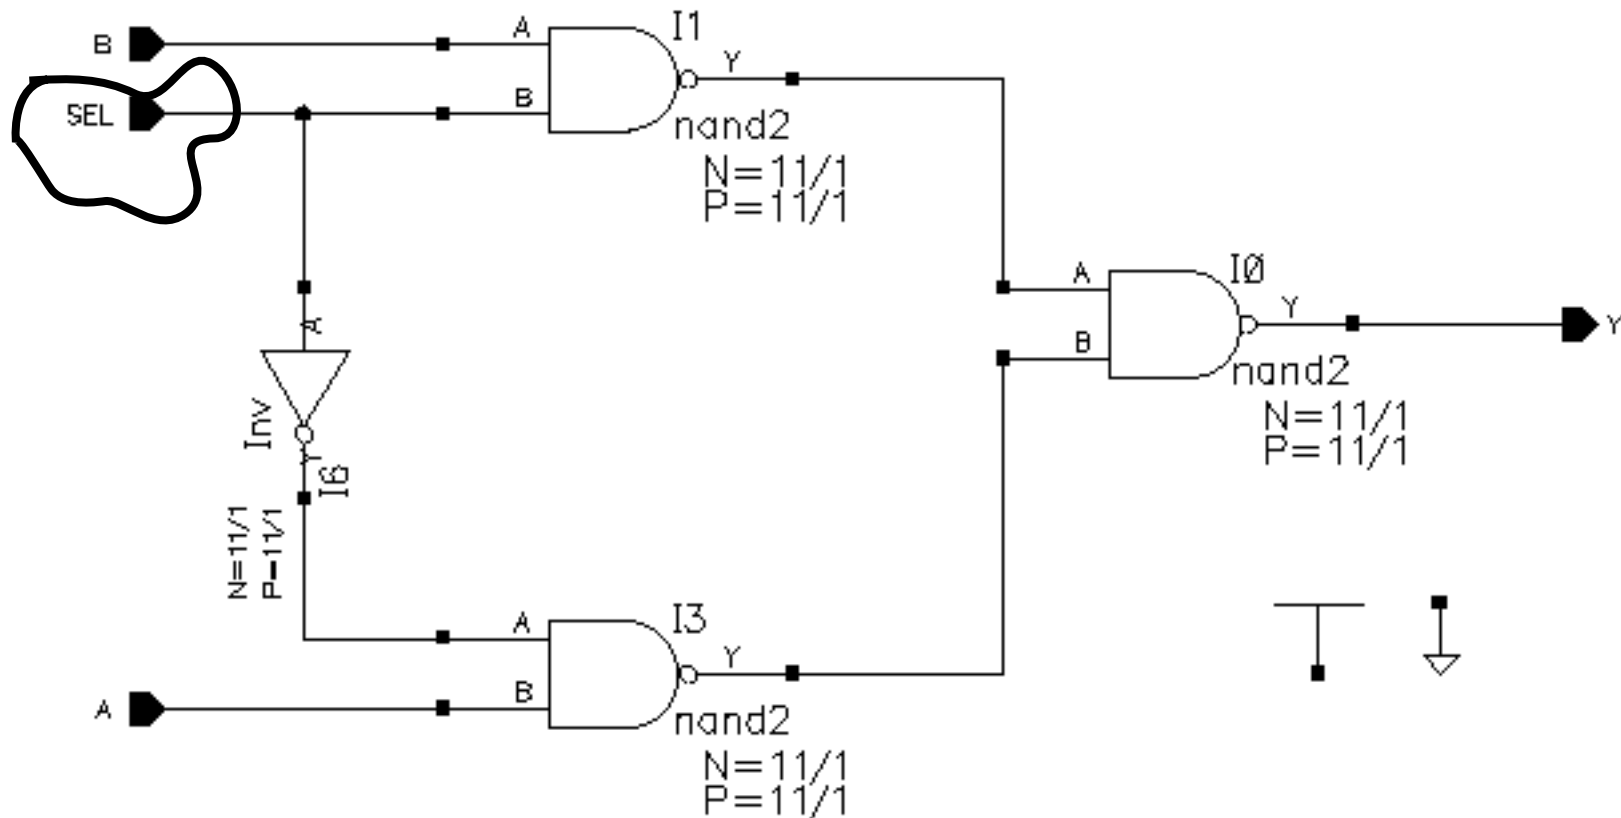 B
A
I1
Y
SEL
B
nand2
N=11/1
P=11/1
A
Inv
Y
I6
N=11/1
P=11/1
A
I0
Y
Y
B
nand2
N=11/1
P=11/1
A
I3
Y
A
B
nand2
N=11/1
P=11/1